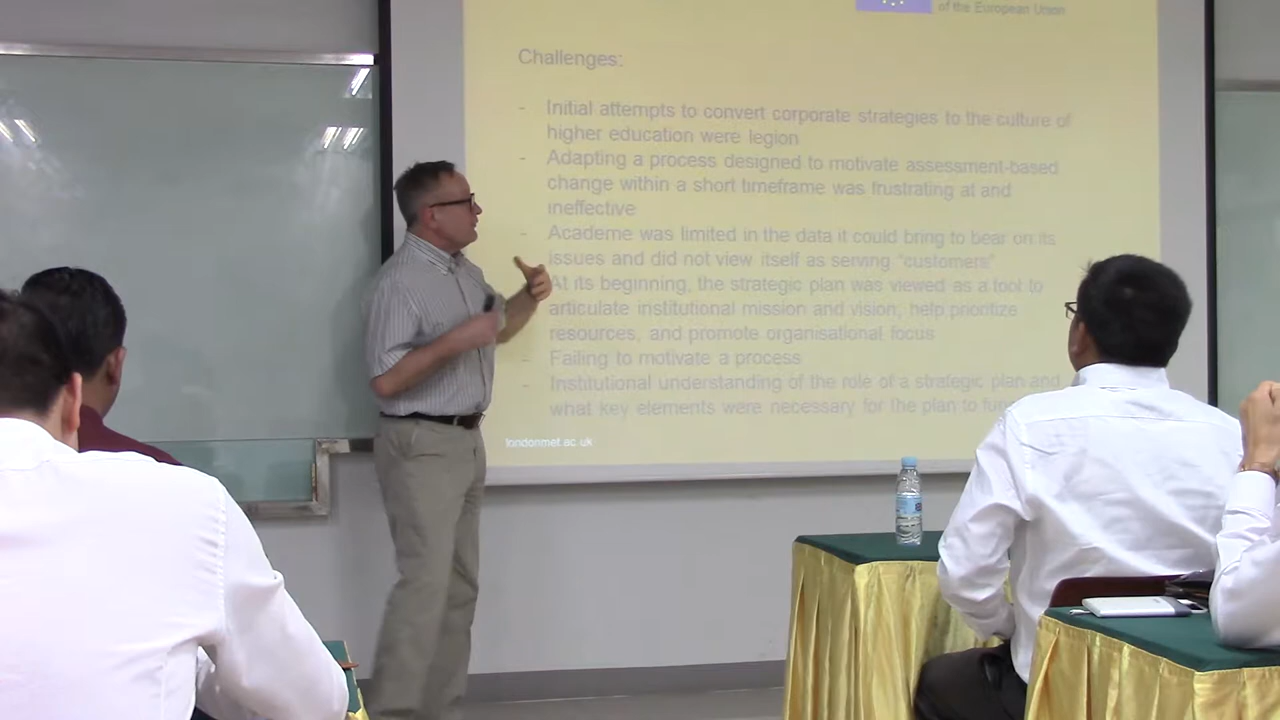 of the European Union
Challenges:
- Initial attempts to convert corporate strategies to the culture of
higher education were legion
- Adapting a process designed to motivate assessment-based
change within a short timeframe was frustrating at and
ineffective
- Academe was limited in the data it could bring to bear on its
issues and did not view itself as serving “customers”
At its beginning, the strategic plan was viewed as a tool to
articulate institutional mission and vision, help prioritize
resources, and promote organisational focus
- Failing to motivate a process
- Institutional understanding of the role of a strategic plan and
what key elements were necessary for the plan to
londonmet.ac.uk